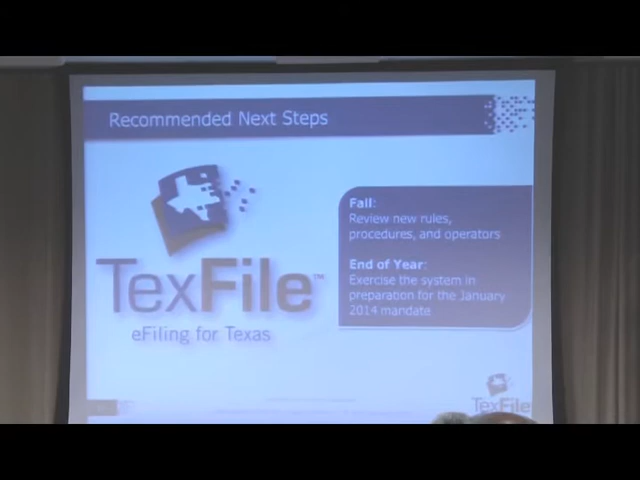 Recommended Next Steps
Fall:
Review new rules,
procedures, and operators
End of Year:
Exercise the system in
preparation for the January
2014 mandate
TexFile™
eFiling for Texas
TexFile